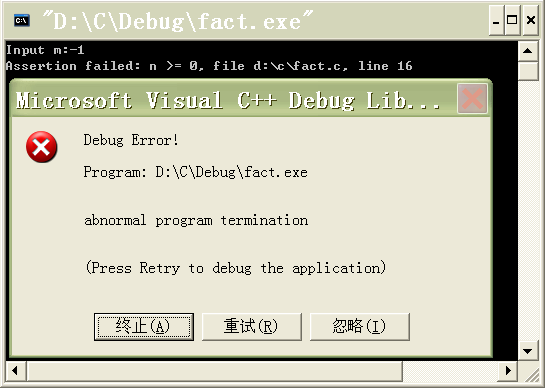 "D:\C\Debug\fact.exe"
Input m:-1
Assertion failed: n >= 0, file d:\c\fact.c, line 16
Microsoft Visual C++ Debug Lib...
Debug Error!
Program: D:\C\Debug\fact.exe
abnormal program termination
(Press Retry to debug the application)
终止(A) 重试(R) 忽略(I)